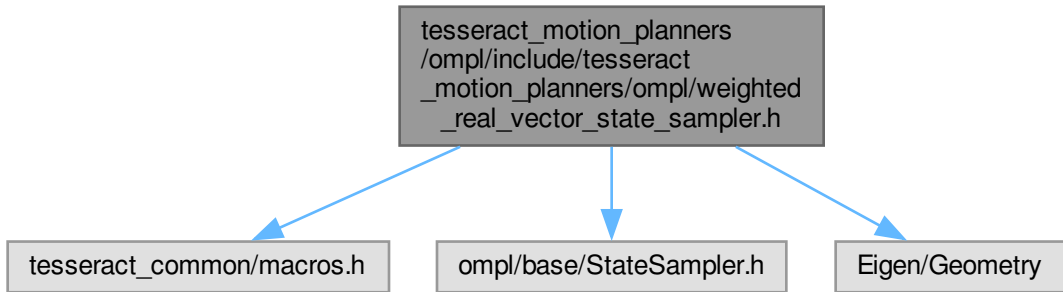 tesseract_motion_planners
/ompl/include/tesseract
_motion_planners/ompl/weighted
_real_vector_state_sampler.h
tesseract_common/macros.h
ompl/base/StateSampler.h
Eigen/Geometry